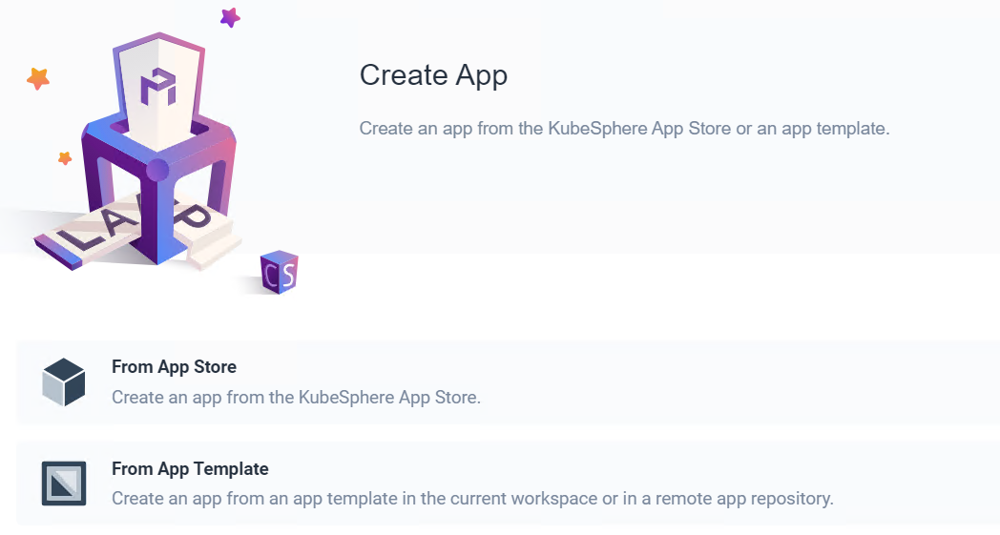 Create App
Create an app from the KubeSphere App Store or an app template.
LA P
CS
From App Store
Create an app from the KubeSphere App Store.
From App Template
Create an app from an app template in the current workspace or in a remote app repository.